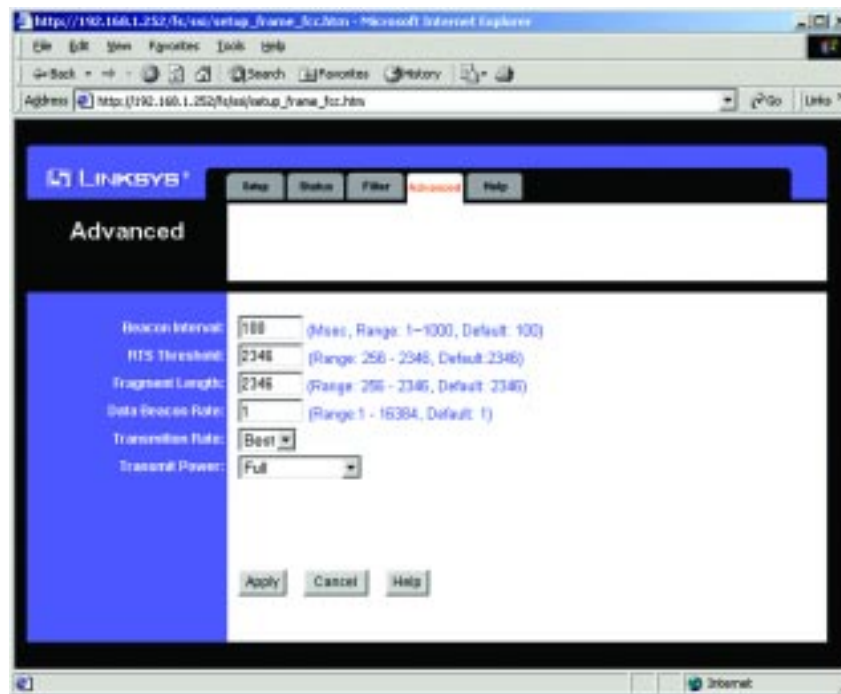 http://192.168.1.252/fs/ssi/setup_frame_fcc.htm - Microsoft Internet Explorer
File Edit View Favorites Tools Help
Back Search Favorites History
Address http://192.168.1.252/fs/ssi/setup_frame_fcc.htm Go Links
LINKSYS®
Setup Status Filter Advanced Help
Advanced
Beacon Interval: 100 (Msec, Range: 1~1000, Default: 100)
RTS Threshold: 2346 (Range: 256 - 2346, Default:2346)
Fragment Length: 2346 (Range: 256 - 2346, Default: 2346)
Data Beacon Rate: 1 (Range:1 - 16384, Default: 1)
Transmition Rate: Best
Transmit Power: Full
Apply Cancel Help
Internet